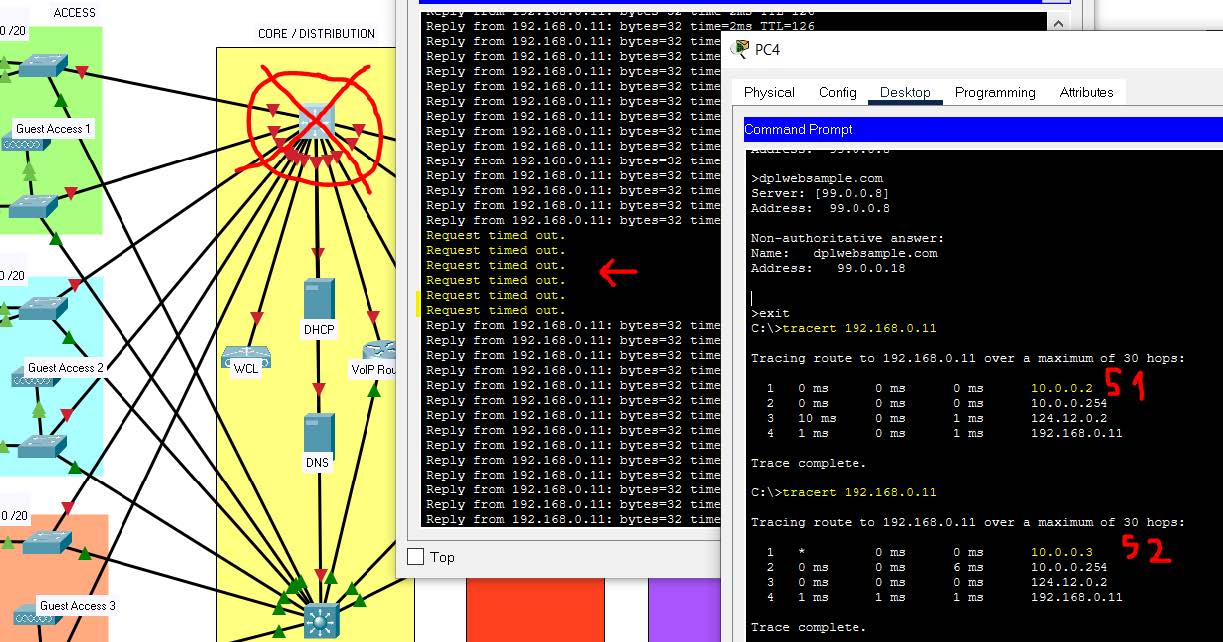 ACCESS
0 /20
Guest Access 1
0 /20
Guest Access 2
0 /20
Guest Access 3
CORE / DISTRIBUTION
DHCP
WCL
VoIP Rou
DNS
Reply from 192.168.0.11: bytes=32 time=2ms TTL=126
Reply from 192.168.0.11: bytes=32 time=2ms TTL=126
Reply from 192.168.0.11: bytes=32 time
Reply from 192.168.0.11: bytes=32 time
Reply from 192.168.0.11: bytes=32 time
Reply from 192.168.0.11: bytes=32 time
Reply from 192.168.0.11: bytes=32 time
Reply from 192.168.0.11: bytes=32 time
Reply from 192.168.0.11: bytes=32 time
Reply from 192.168.0.11: bytes=32 time
Reply from 192.168.0.11: bytes=32 time
Reply from 192.168.0.11: bytes=32 time
Reply from 192.168.0.11: bytes=32 time
Reply from 192.168.0.11: bytes=32 time
Reply from 192.168.0.11: bytes=32 time
Request timed out.
Request timed out.
Request timed out.
Request timed out.
Request timed out.
Request timed out.
Reply from 192.168.0.11: bytes=32 time
Reply from 192.168.0.11: bytes=32 time
Reply from 192.168.0.11: bytes=32 time
Reply from 192.168.0.11: bytes=32 time
Reply from 192.168.0.11: bytes=32 time
Reply from 192.168.0.11: bytes=32 time
Reply from 192.168.0.11: bytes=32 time
Reply from 192.168.0.11: bytes=32 time
Reply from 192.168.0.11: bytes=32 time
Reply from 192.168.0.11: bytes=32 time
Reply from 192.168.0.11: bytes=32 time
Reply from 192.168.0.11: bytes=32 time
Reply from 192.168.0.11: bytes=32 time
Reply from 192.168.0.11: bytes=32 time
Top
PC4
Physical Config Desktop Programming Attributes
Command Prompt
Address: 99.0.0.8
>dplwebsample.com
Server: [99.0.0.8]
Address: 99.0.0.8
Non-authoritative answer:
Name: dplwebsample.com
Address: 99.0.0.18
>exit
C:\>tracert 192.168.0.11
Tracing route to 192.168.0.11 over a maximum of 30 hops:
1 0 ms 0 ms 0 ms 10.0.0.2 S1
2 0 ms 0 ms 0 ms 10.0.0.254
3 10 ms 0 ms 1 ms 124.12.0.2
4 1 ms 0 ms 1 ms 192.168.0.11
Trace complete.
C:\>tracert 192.168.0.11
Tracing route to 192.168.0.11 over a maximum of 30 hops:
1 * 0 ms 0 ms 10.0.0.3 S2
2 0 ms 0 ms 6 ms 10.0.0.254
3 0 ms 0 ms 0 ms 124.12.0.2
4 1 ms 1 ms 1 ms 192.168.0.11
Trace complete.